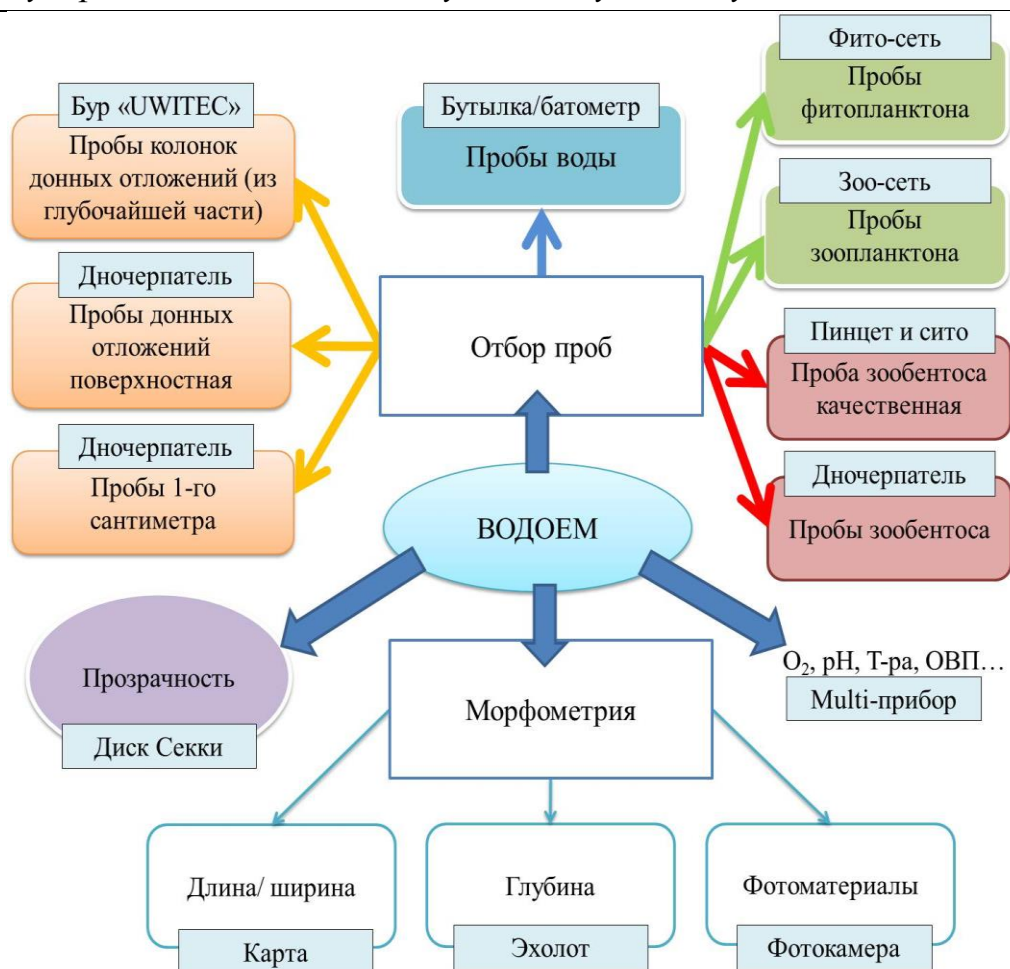 Фито-сеть
Пробы
фитопланктона
Бур «UWITEC»
Пробы колонок
донных отложений (из
глубочайшей части)
Бутылка/батометр
Пробы воды
Зоо-сеть
Пробы
зоопланктона
Дночерпатель
Пробы донных
отложений
поверхностная
Отбор проб
Пинцет и сито
Проба зообентоса
качественная
Дночерпатель
Пробы 1-го
сантиметра
Дночерпатель
Пробы зообентоса
ВОДОЕМ
Прозрачность
Диск Секки
O₂, pH, Т-ра, ОВП…
Multi-прибор
Морфометрия
Длина/ ширина
Карта
Глубина
Эхолот
Фотоматериалы
Фотокамера